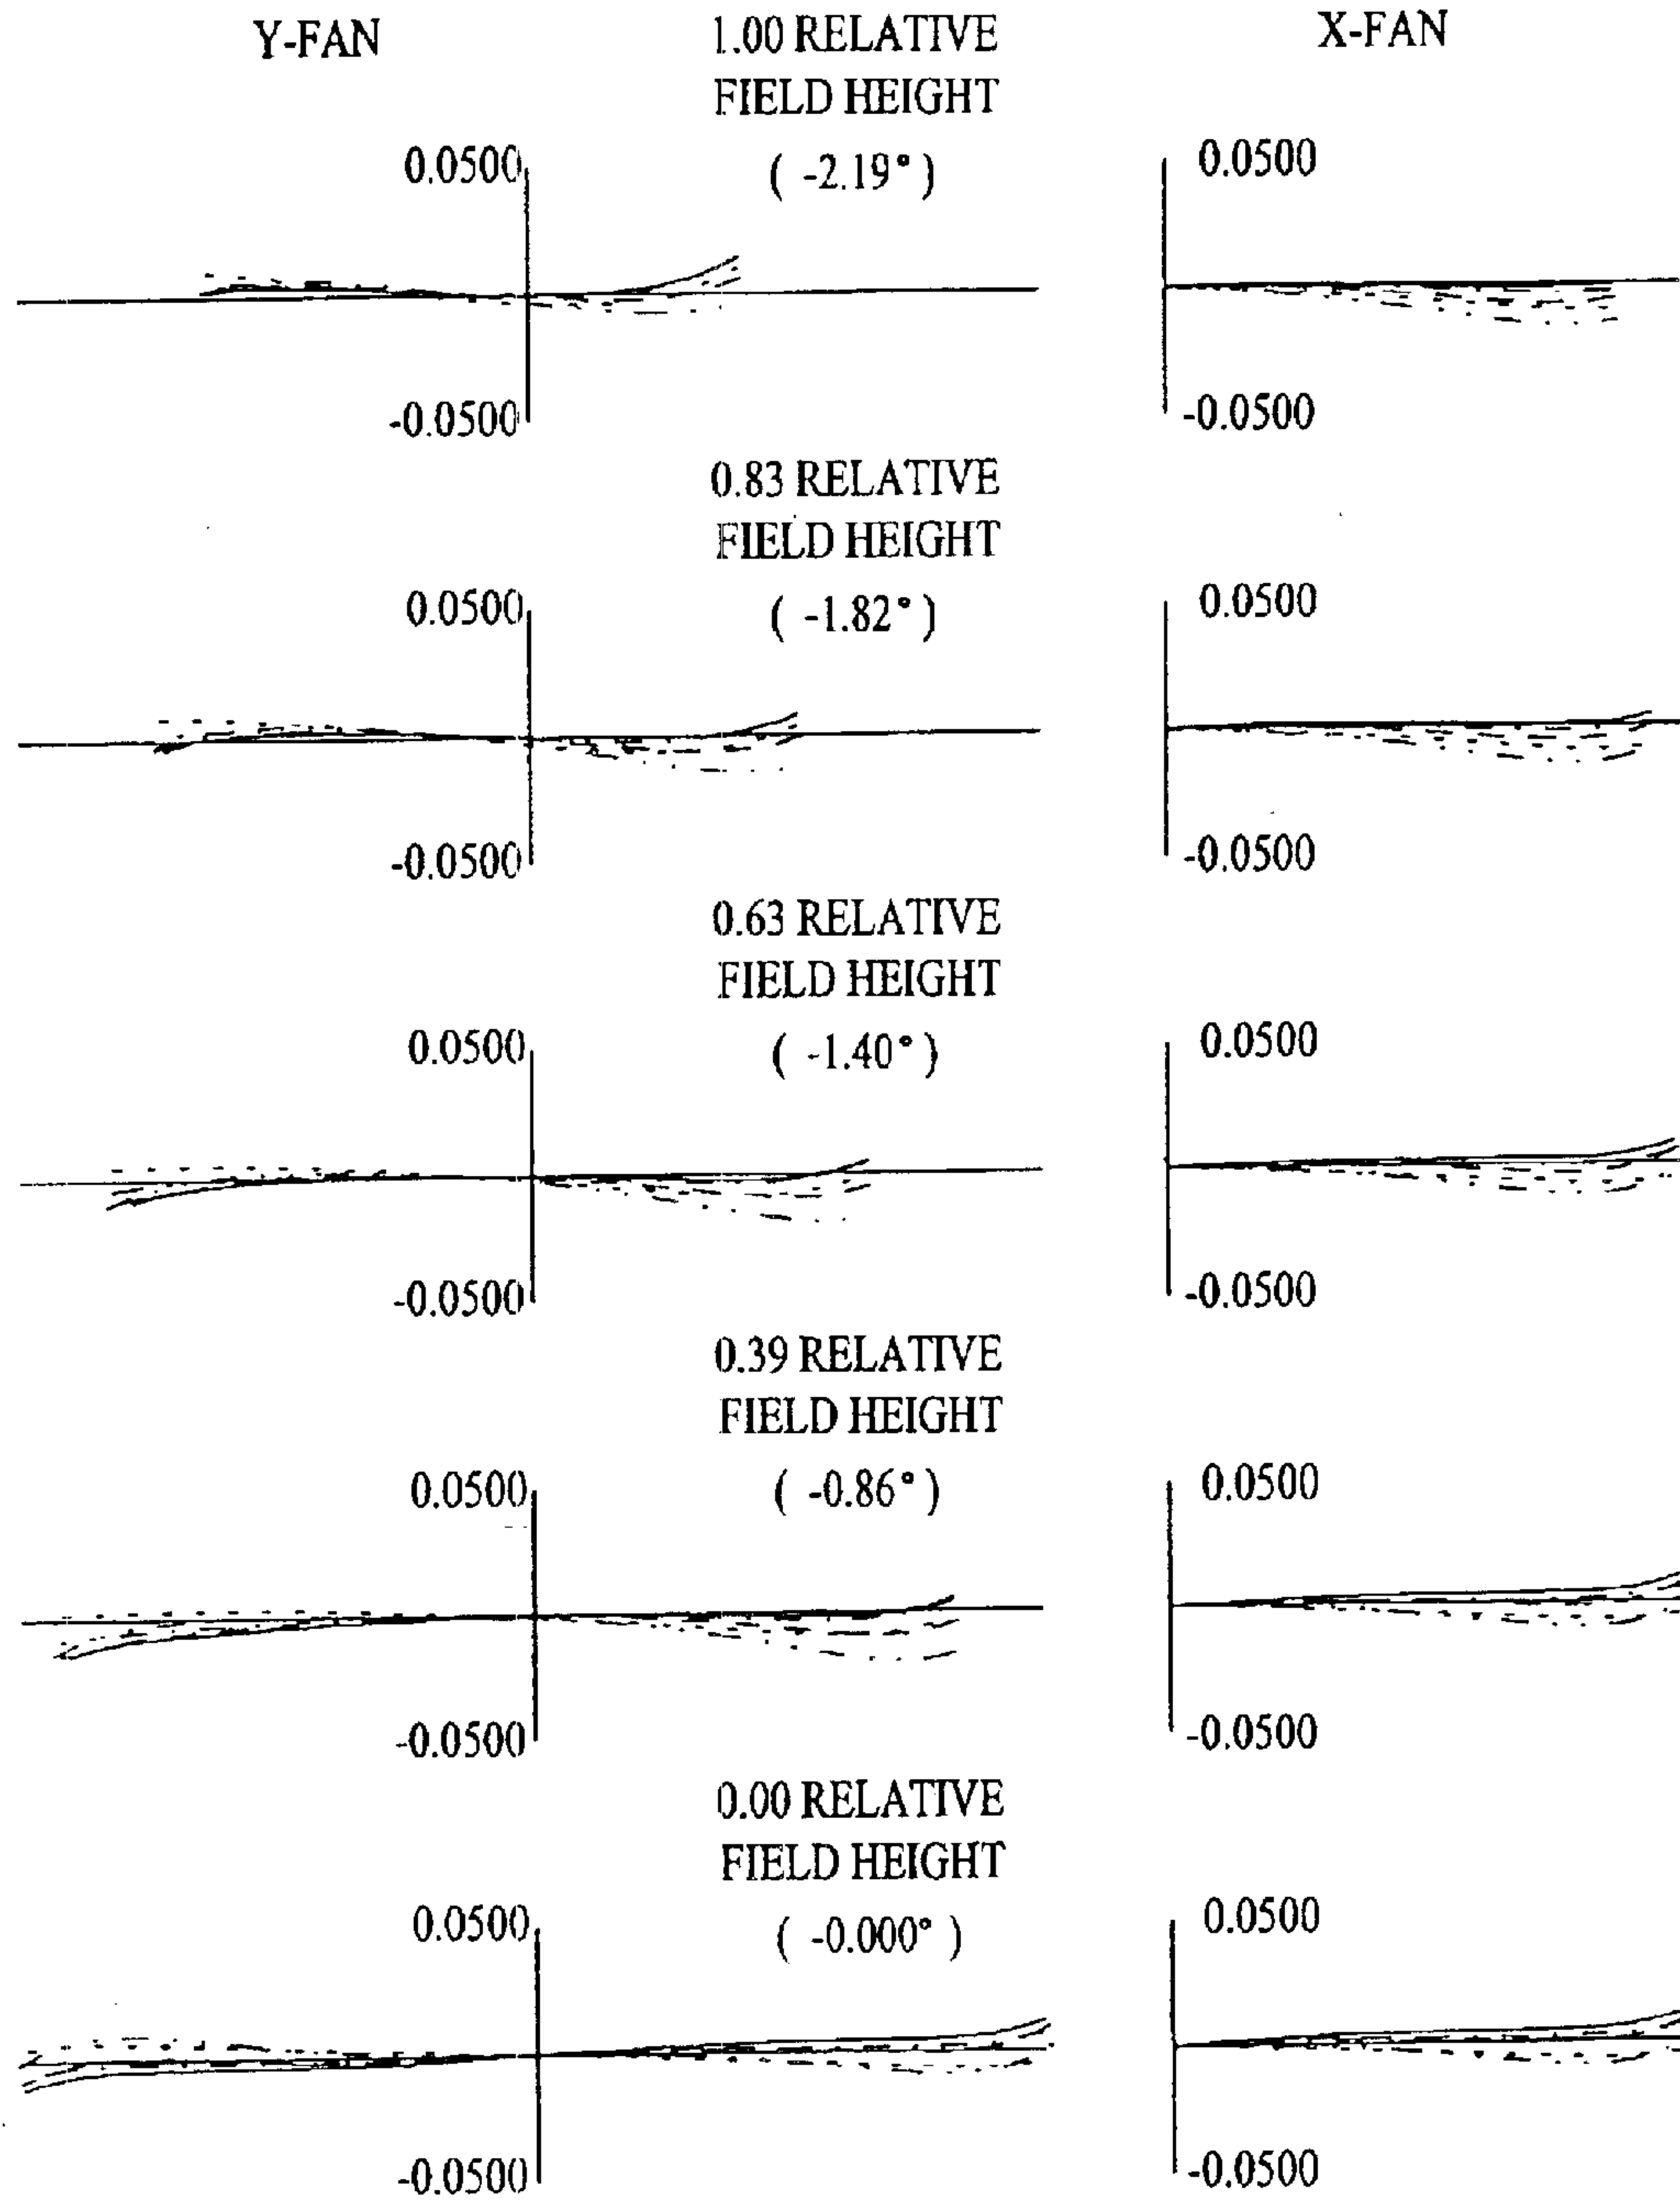 Y-FAN
1.00 RELATIVE
FIELD HEIGHT
( -2.19° )
X-FAN
0.0500
-0.0500
0.0500
-0.0500
0.83 RELATIVE
FIELD HEIGHT
( -1.82° )
0.0500
-0.0500
0.0500
-0.0500
0.63 RELATIVE
FIELD HEIGHT
( -1.40° )
0.0500
-0.0500
0.0500
-0.0500
0.39 RELATIVE
FIELD HEIGHT
( -0.86° )
0.0500
-0.0500
0.0500
-0.0500
0.00 RELATIVE
FIELD HEIGHT
( -0.000° )
0.0500
-0.0500
0.0500
-0.0500